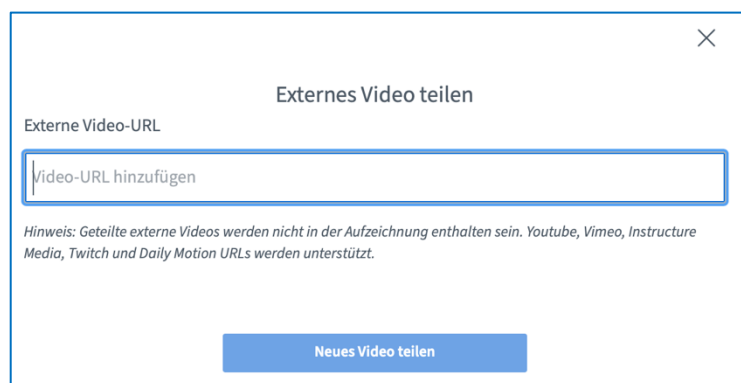 Externes Video teilen
Externe Video-URL
Video-URL hinzufügen
Hinweis: Geteilte externe Videos werden nicht in der Aufzeichnung enthalten sein. Youtube, Vimeo, Instructure
Media, Twitch und Daily Motion URLs werden unterstützt.
Neues Video teilen